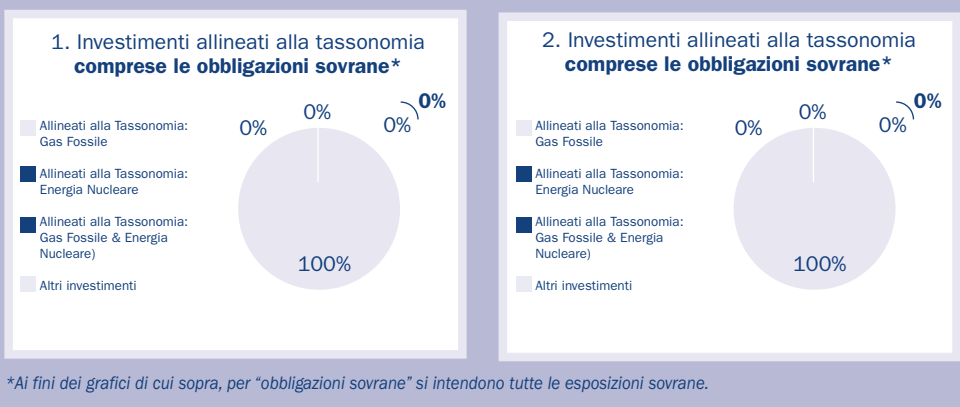 1. Investimenti allineati alla tassonomia
comprese le obbligazioni sovrane*
0%
0%
0%
0%
Allineati alla Tassonomia:
Gas Fossile
Allineati alla Tassonomia:
Energia Nucleare
Allineati alla Tassonomia:
Gas Fossile & Energia
Nucleare)
Altri investimenti
100%
2. Investimenti allineati alla tassonomia
comprese le obbligazioni sovrane*
0%
0%
0%
0%
Allineati alla Tassonomia:
Gas Fossile
Allineati alla Tassonomia:
Energia Nucleare
Allineati alla Tassonomia:
Gas Fossile & Energia
Nucleare)
Altri investimenti
100%
*Ai fini dei grafici di cui sopra, per “obbligazioni sovrane” si intendono tutte le esposizioni sovrane.